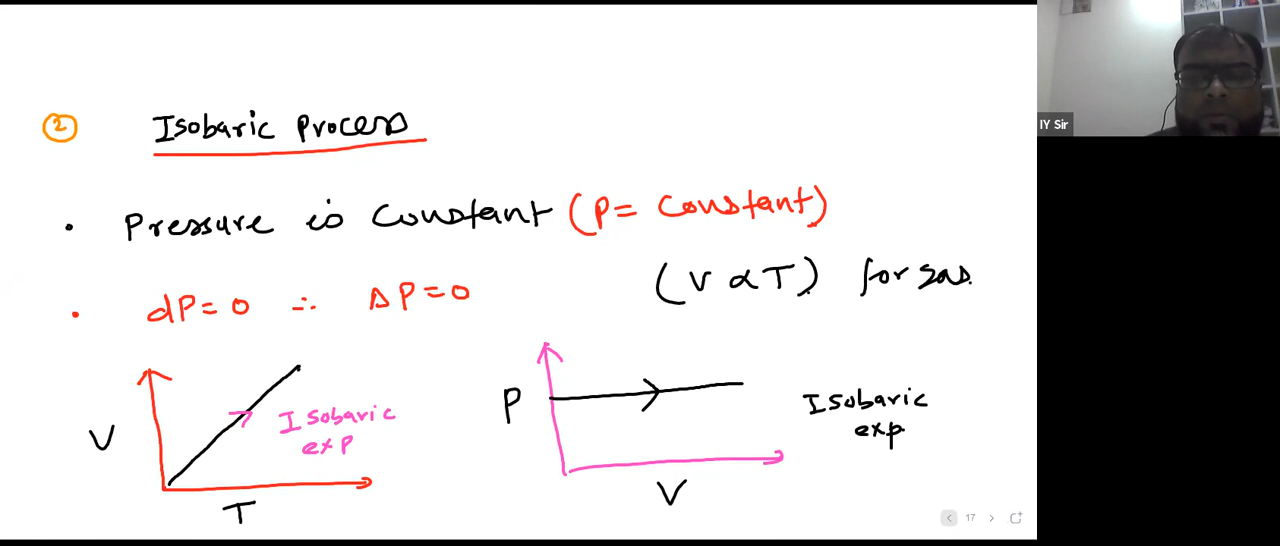 ② Isobaric Process
IY Sir
• Pressure is constant (P = constant)
(V ∝ T) for gas.
• dP = 0 ∴ ΔP = 0
V
Isobaric
exp
T
P
Isobaric
exp
V
17